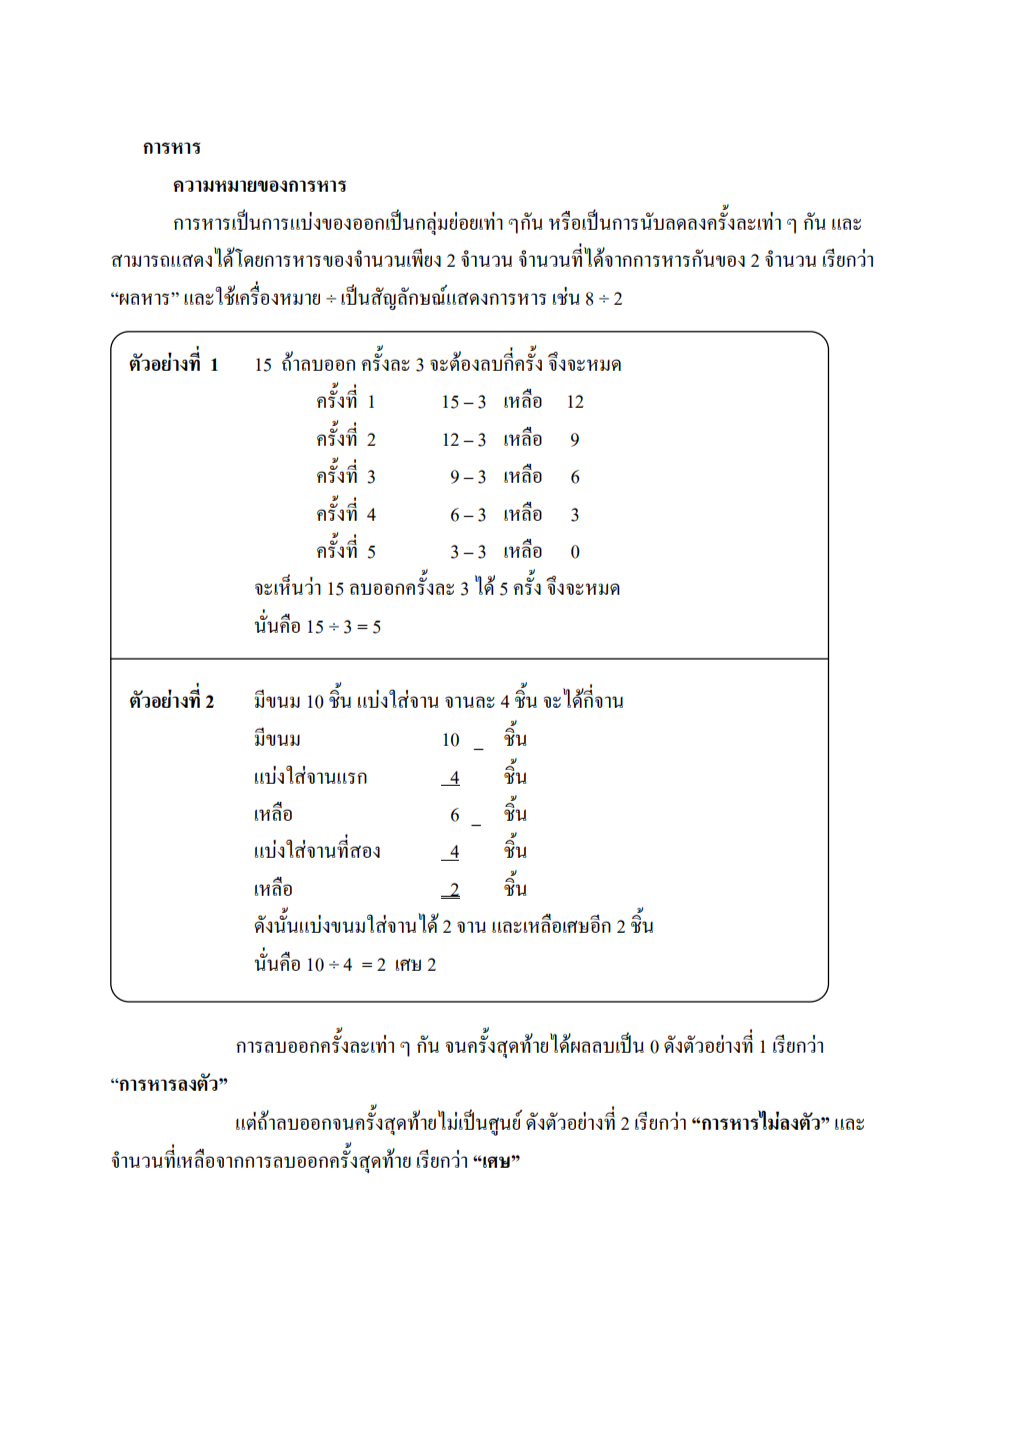 การหาร
ความหมายของการหาร
การหารเป็นการแบ่งของออกเป็นกลุ่มย่อยเท่า ๆกัน หรือเป็นการนับลดลงครั้งละเท่า ๆ กัน และ
สามารถแสดงได้โดยการหารของจำนวนเพียง 2 จำนวน จำนวนที่ได้จากการหารกันของ 2 จำนวน เรียกว่า
“ผลหาร” และใช้เครื่องหมาย ÷ เป็นสัญลักษณ์แสดงการหาร เช่น 8 ÷ 2
ตัวอย่างที่ 1 15 ถ้าลบออก ครั้งละ 3 จะต้องลบกี่ครั้ง จึงจะหมด
ครั้งที่ 1 15 – 3 เหลือ 12
ครั้งที่ 2 12 – 3 เหลือ 9
ครั้งที่ 3 9 – 3 เหลือ 6
ครั้งที่ 4 6 – 3 เหลือ 3
ครั้งที่ 5 3 – 3 เหลือ 0
จะเห็นว่า 15 ลบออกครั้งละ 3 ได้ 5 ครั้ง จึงจะหมด
นั่นคือ 15 ÷ 3 = 5
ตัวอย่างที่ 2 มีขนม 10 ชิ้น แบ่งใส่จาน จานละ 4 ชิ้น จะได้กี่จาน
มีขนม 10 _ ชิ้น
แบ่งใส่จานแรก 4 ชิ้น
เหลือ 6 _ ชิ้น
แบ่งใส่จานที่สอง 4 ชิ้น
เหลือ 2 ชิ้น
ดังนั้นแบ่งขนมใส่จานได้ 2 จาน และเหลือเศษอีก 2 ชิ้น
นั่นคือ 10 ÷ 4 = 2 เศษ 2
การลบออกครั้งละเท่า ๆ กัน จนครั้งสุดท้ายได้ผลลบเป็น 0 ดังตัวอย่างที่ 1 เรียกว่า
“การหารลงตัว”
แต่ถ้าลบออกจนครั้งสุดท้ายไม่เป็นศูนย์ ดังตัวอย่างที่ 2 เรียกว่า “การหารไม่ลงตัว” และ
จำนวนที่เหลือจากการลบออกครั้งสุดท้าย เรียกว่า “เศษ”